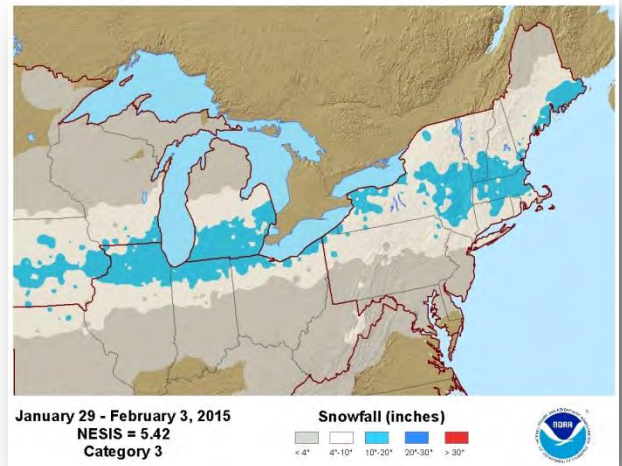 January 29 - February 3, 2015
NESIS = 5.42
Category 3
Snowfall (inches)
< 4" 4"-10" 10"-20" 20"-30" > 30"
NOAA